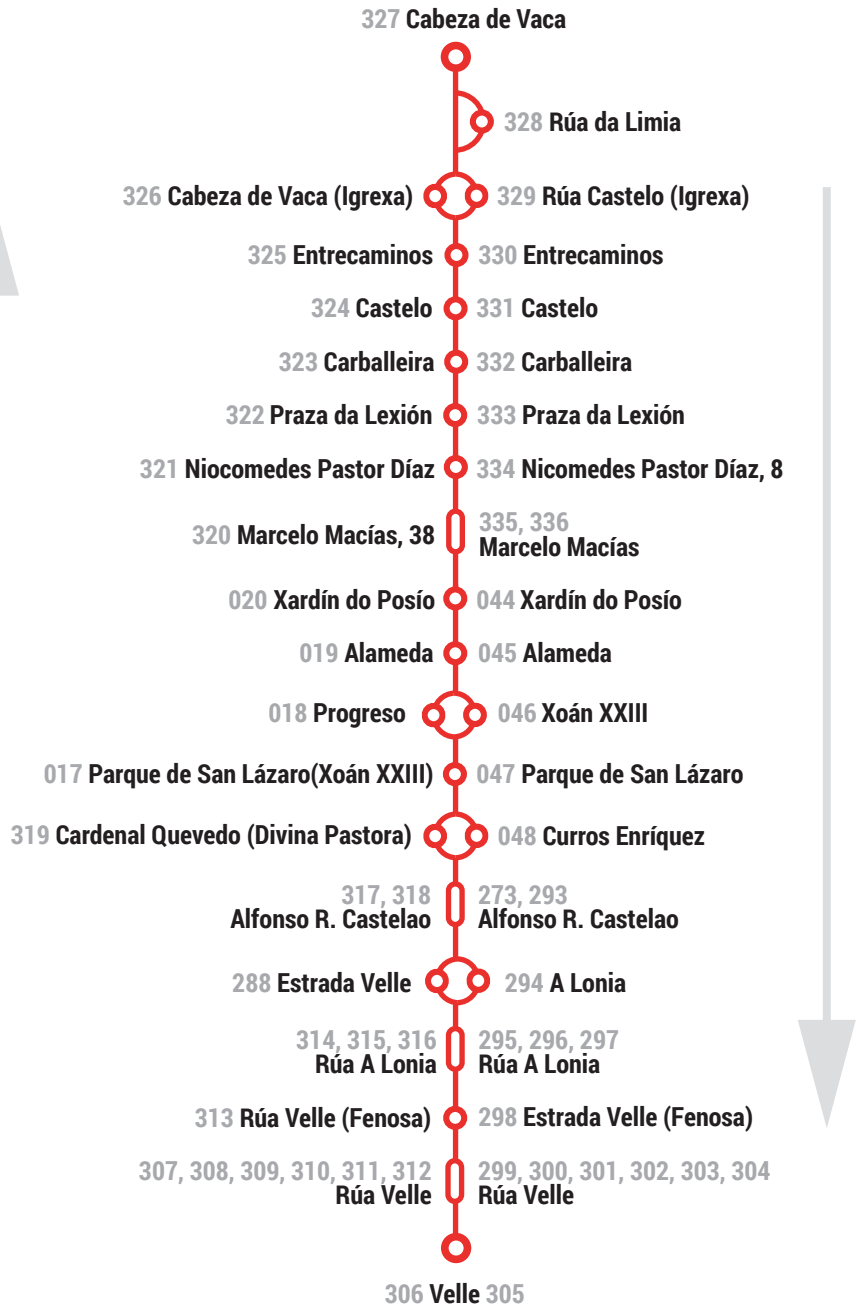 327 Cabeza de Vaca
328 Rúa da Limia
326 Cabeza de Vaca (Igrexa) 329 Rúa Castelo (Igrexa)
325 Entrecaminos 330 Entrecaminos
324 Castelo 331 Castelo
323 Carballeira 332 Carballeira
322 Praza da Lexión 333 Praza da Lexión
321 Niocomedes Pastor Díaz 334 Nicomedes Pastor Díaz, 8
320 Marcelo Macías, 38 335, 336
Marcelo Macías
020 Xardín do Posío 044 Xardín do Posío
019 Alameda 045 Alameda
018 Progreso 046 Xoán XXIII
017 Parque de San Lázaro(Xoán XXIII) 047 Parque de San Lázaro
319 Cardenal Quevedo (Divina Pastora) 048 Curros Enríquez
317, 318 273, 293
Alfonso R. Castelao Alfonso R. Castelao
288 Estrada Velle 294 A Lonia
314, 315, 316 295, 296, 297
Rúa A Lonia Rúa A Lonia
313 Rúa Velle (Fenosa) 298 Estrada Velle (Fenosa)
307, 308, 309, 310, 311, 312 299, 300, 301, 302, 303, 304
Rúa Velle Rúa Velle
306 Velle 305